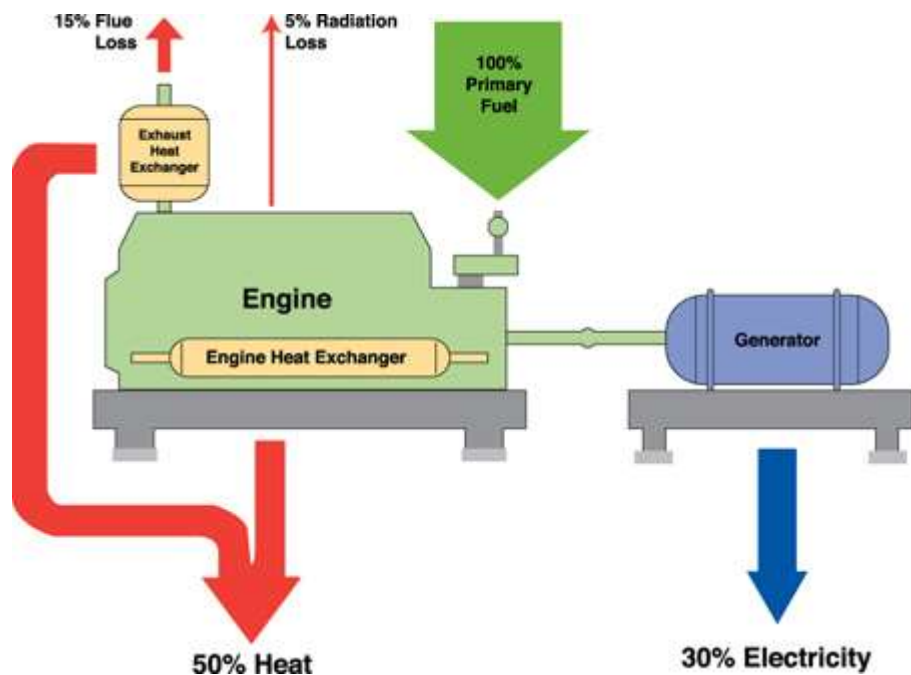 15% Flue
Loss
5% Radiation
Loss
100%
Primary
Fuel
Exhaust
Heat
Exchanger
Engine
Engine Heat Exchanger
Generator
50% Heat
30% Electricity